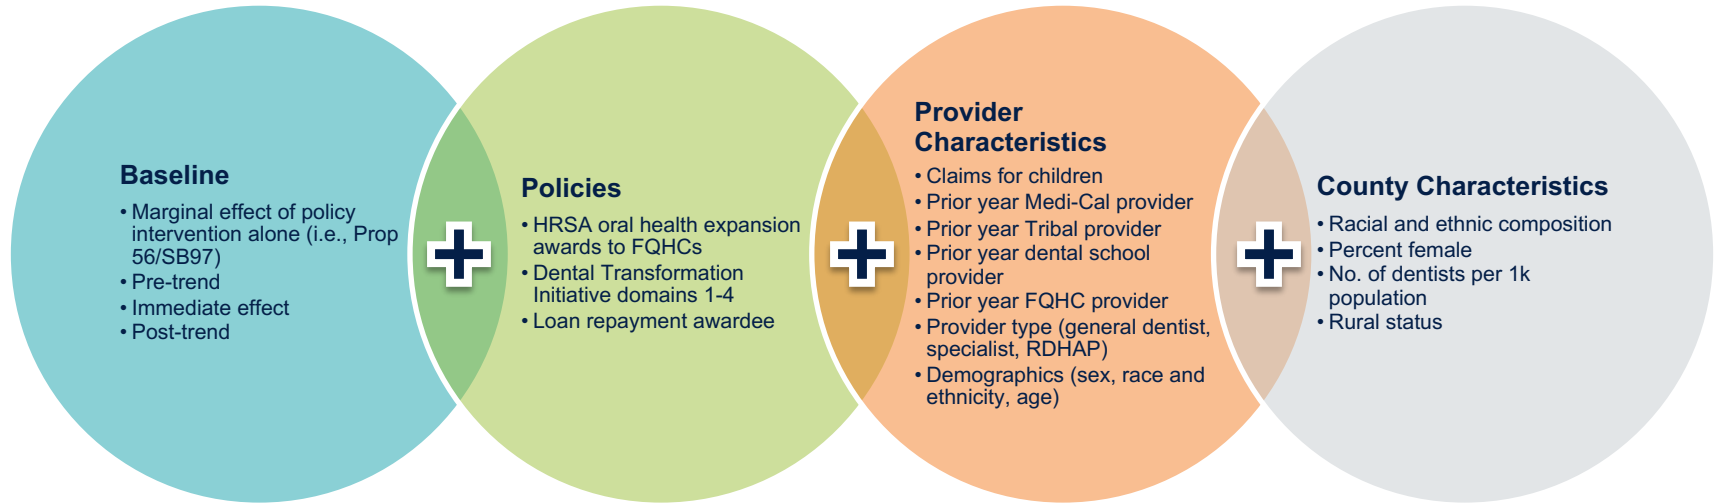 Baseline
• Marginal effect of policy
intervention alone (i.e., Prop
56/SB97)
• Pre-trend
• Immediate effect
• Post-trend
Policies
• HRSA oral health expansion
awards to FQHCs
• Dental Transformation
Initiative domains 1-4
• Loan repayment awardee
Provider
Characteristics
• Claims for children
• Prior year Medi-Cal provider
• Prior year Tribal provider
• Prior year dental school
provider
• Prior year FQHC provider
• Provider type (general dentist,
specialist, RDHAP)
• Demographics (sex, race and
ethnicity, age)
County Characteristics
• Racial and ethnic composition
• Percent female
• No. of dentists per 1k
population
• Rural status